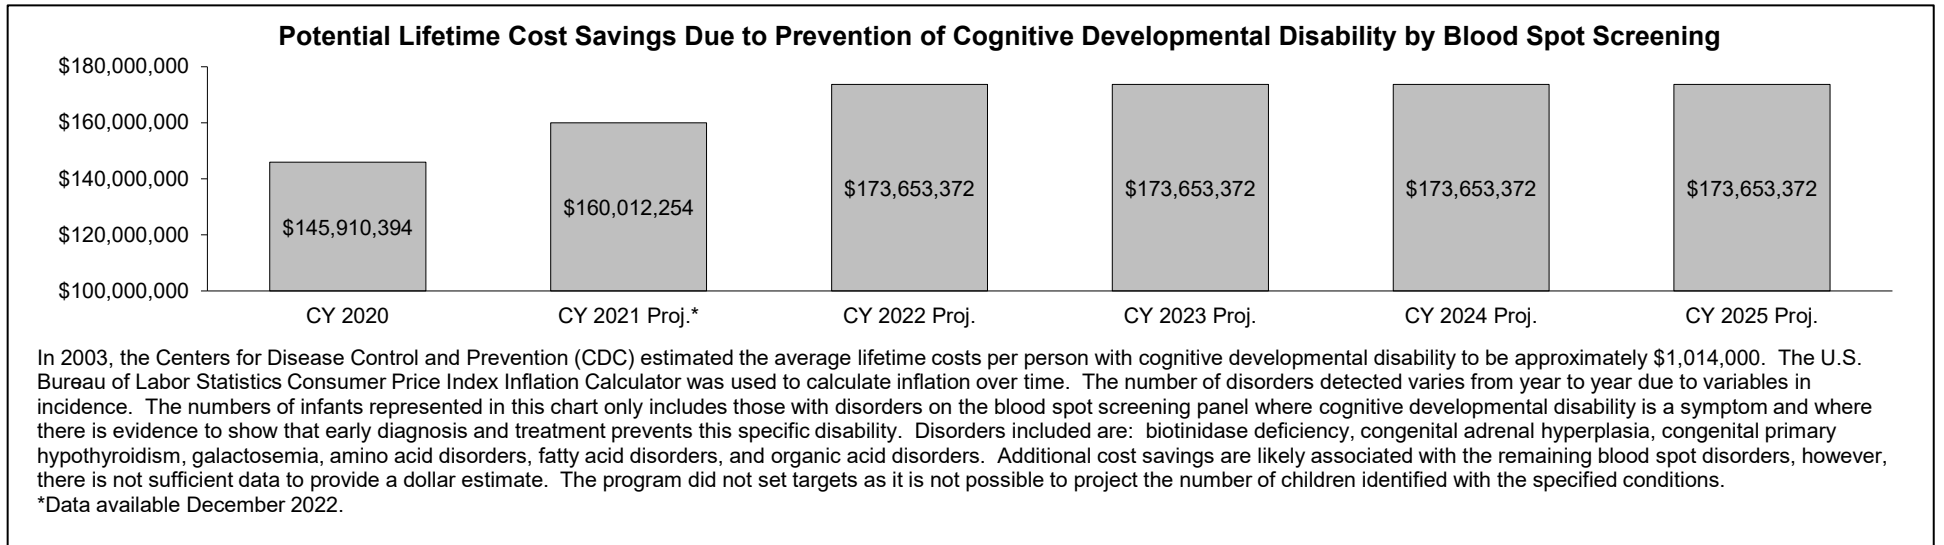 Potential Lifetime Cost Savings Due to Prevention of Cognitive Developmental Disability by Blood Spot Screening
$180,000,000
$160,000,000
$140,000,000
$120,000,000
$100,000,000
$145,910,394
$160,012,254
$173,653,372
$173,653,372
$173,653,372
$173,653,372
CY 2020
CY 2021 Proj.*
CY 2022 Proj.
CY 2023 Proj.
CY 2024 Proj.
CY 2025 Proj.
In 2003, the Centers for Disease Control and Prevention (CDC) estimated the average lifetime costs per person with cognitive developmental disability to be approximately $1,014,000. The U.S.
Bureau of Labor Statistics Consumer Price Index Inflation Calculator was used to calculate inflation over time. The number of disorders detected varies from year to year due to variables in
incidence. The numbers of infants represented in this chart only includes those with disorders on the blood spot screening panel where cognitive developmental disability is a symptom and where
there is evidence to show that early diagnosis and treatment prevents this specific disability. Disorders included are: biotinidase deficiency, congenital adrenal hyperplasia, congenital primary
hypothyroidism, galactosemia, amino acid disorders, fatty acid disorders, and organic acid disorders. Additional cost savings are likely associated with the remaining blood spot disorders, however,
there is not sufficient data to provide a dollar estimate. The program did not set targets as it is not possible to project the number of children identified with the specified conditions.
*Data available December 2022.